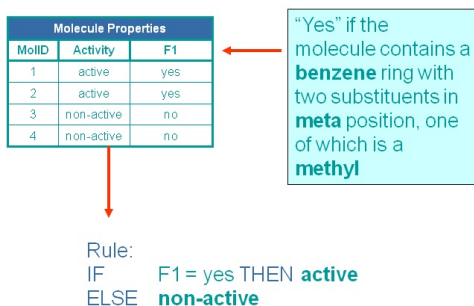 Molecule Properties
MolID Activity F1
1 active yes
2 active yes
3 non-active no
4 non-active no
“Yes” if the
molecule contains a
benzene ring with
two substituents in
meta position, one
of which is a
methyl
Rule:
IF F1 = yes THEN active
ELSE non-active